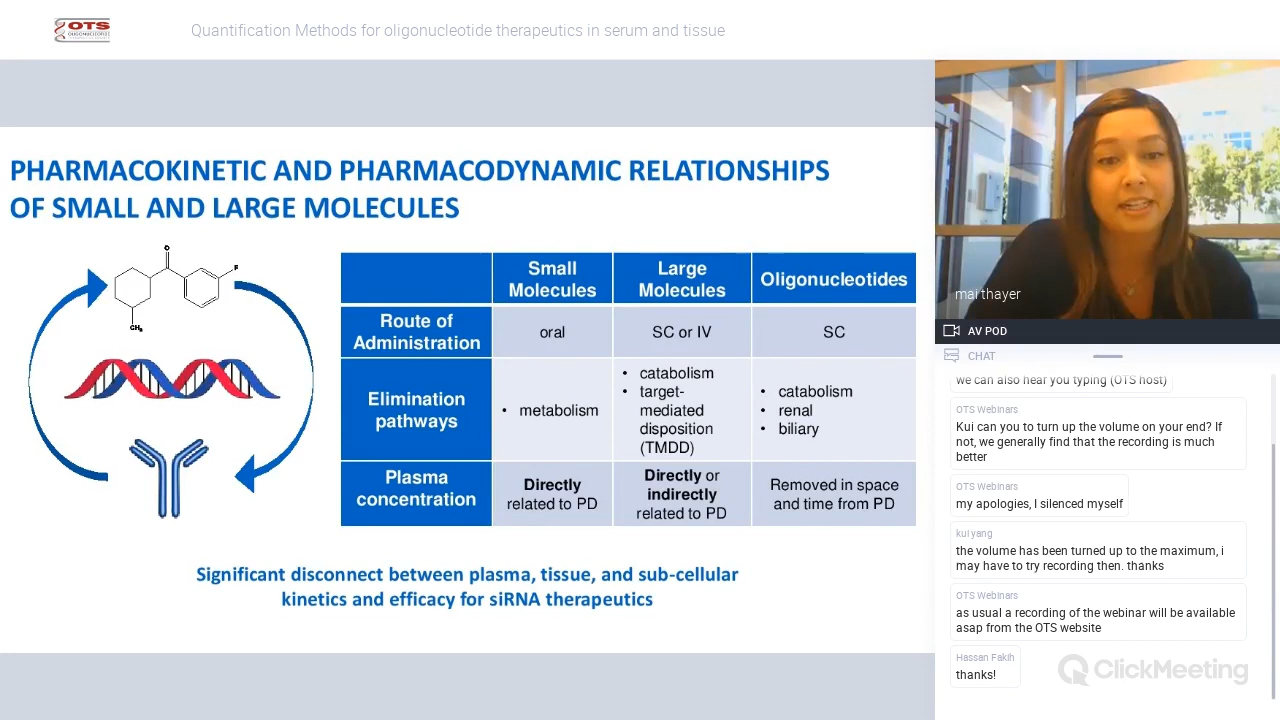 OTS
OLIGONUCLEOTIDE
Quantification Methods for oligonucleotide therapeutics in serum and tissue
PHARMACOKINETIC AND PHARMACODYNAMIC RELATIONSHIPS
OF SMALL AND LARGE MOLECULES
O
F
CH₃
Small
Molecules
Large
Molecules
Oligonucleotides
Route of
Administration
oral
SC or IV
SC
Elimination
pathways
• metabolism
• catabolism
• target-
mediated
disposition
(TMDD)
• catabolism
• renal
• biliary
Plasma
concentration
Directly
related to PD
Directly or
indirectly
related to PD
Removed in space
and time from PD
Significant disconnect between plasma, tissue, and sub-cellular
kinetics and efficacy for siRNA therapeutics
mai thayer
AV POD
CHAT
we can also hear you typing (OTS host)
OTS Webinars
Kui can you to turn up the volume on your end? If
not, we generally find that the recording is much
better
OTS Webinars
my apologies, I silenced myself
kui yang
the volume has been turned up to the maximum, i
may have to try recording then. thanks
OTS Webinars
as usual a recording of the webinar will be available
asap from the OTS website
Hassan Fakih
thanks!
ClickMeeting